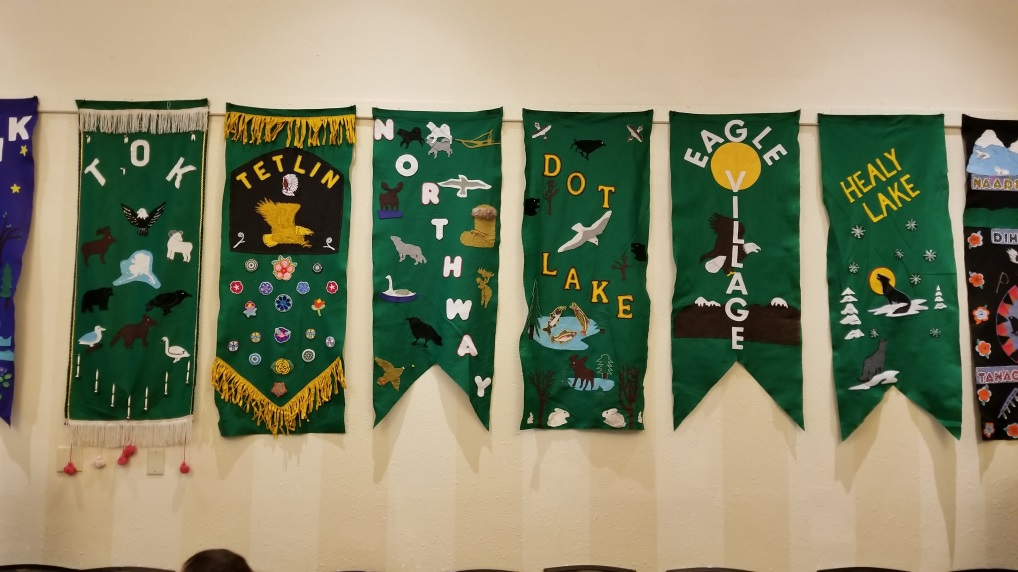 K
TOK
TETLIN
NORTHWAY
DOT
LAKE
EAGLE
VILLAGE
HEALY
LAKE